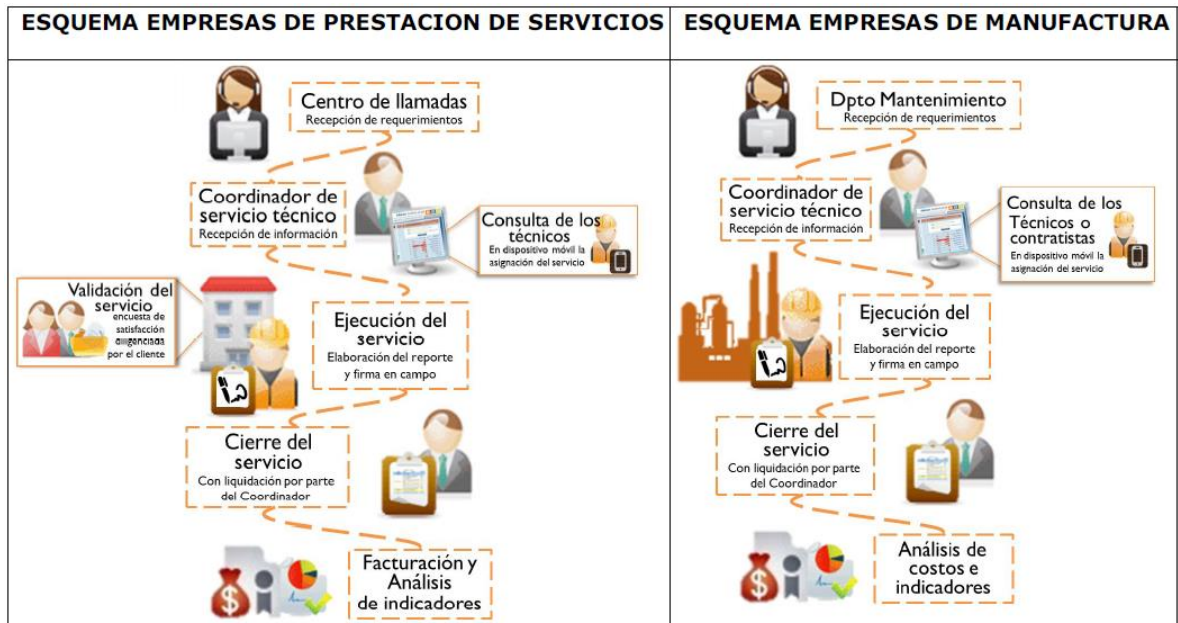 ESQUEMA EMPRESAS DE PRESTACION DE SERVICIOS
Centro de llamadas
Recepción de requerimientos
Coordinador de
servicio técnico
Recepción de información
Consulta de los
técnicos
En dispositivo móvil la
asignación del servicio
Validación del
servicio
encuesta de
satisfacción
diligenciada
por el cliente
Ejecución del
servicio
Elaboración del reporte
y firma en campo
Cierre del
servicio
Con liquidación por parte
del Coordinador
Facturación y
Análisis
de indicadores
ESQUEMA EMPRESAS DE MANUFACTURA
Dpto Mantenimiento
Recepción de requerimientos
Coordinador de
servicio técnico
Recepción de información
Consulta de los
Técnicos o
contratistas
En dispositivo móvil la
asignación del servicio
Ejecución del
servicio
Elaboración del reporte
y firma en campo
Cierre del
servicio
Con liquidación por parte
del Coordinador
Análisis de
costos e
indicadores